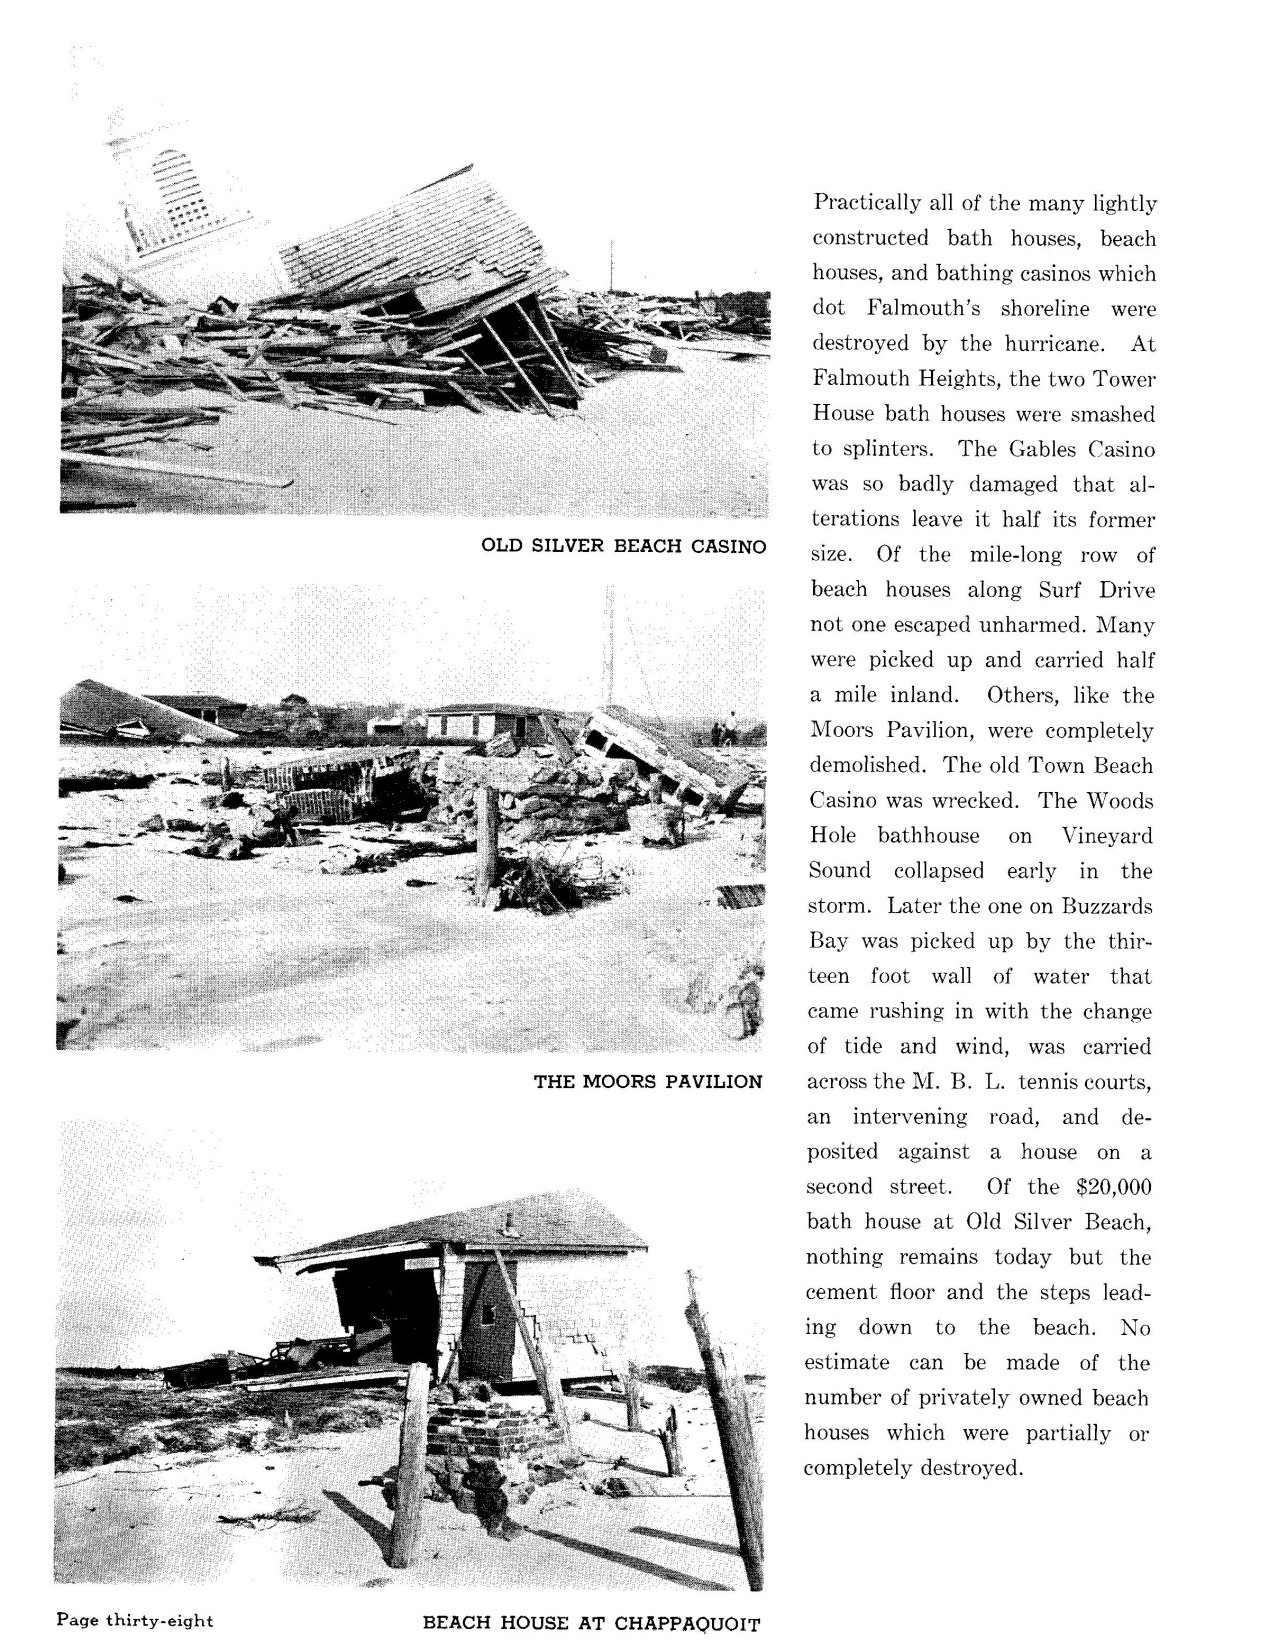 Practically all of the many lightly
constructed bath houses, beach
houses, and bathing casinos which
dot Falmouth's shoreline were
destroyed by the hurricane. At
Falmouth Heights, the two Tower
House bath houses were smashed
to splinters. The Gables Casino
was so badly damaged that al-
terations leave it half its former
size. Of the mile-long row of
beach houses along Surf Drive
not one escaped unharmed. Many
were picked up and carried half
a mile inland. Others, like the
Moors Pavilion, were completely
demolished. The old Town Beach
Casino was wrecked. The Woods
Hole bathhouse on Vineyard
Sound collapsed early in the
storm. Later the one on Buzzards
Bay was picked up by the thir-
teen foot wall of water that
came rushing in with the change
of tide and wind, was carried
across the M. B. L. tennis courts,
an intervening road, and de-
posited against a house on a
second street. Of the $20,000
bath house at Old Silver Beach,
nothing remains today but the
cement floor and the steps lead-
ing down to the beach. No
estimate can be made of the
number of privately owned beach
houses which were partially or
completely destroyed.
OLD SILVER BEACH CASINO
THE MOORS PAVILION
BEACH HOUSE AT CHAPPAQUOIT
Page thirty-eight